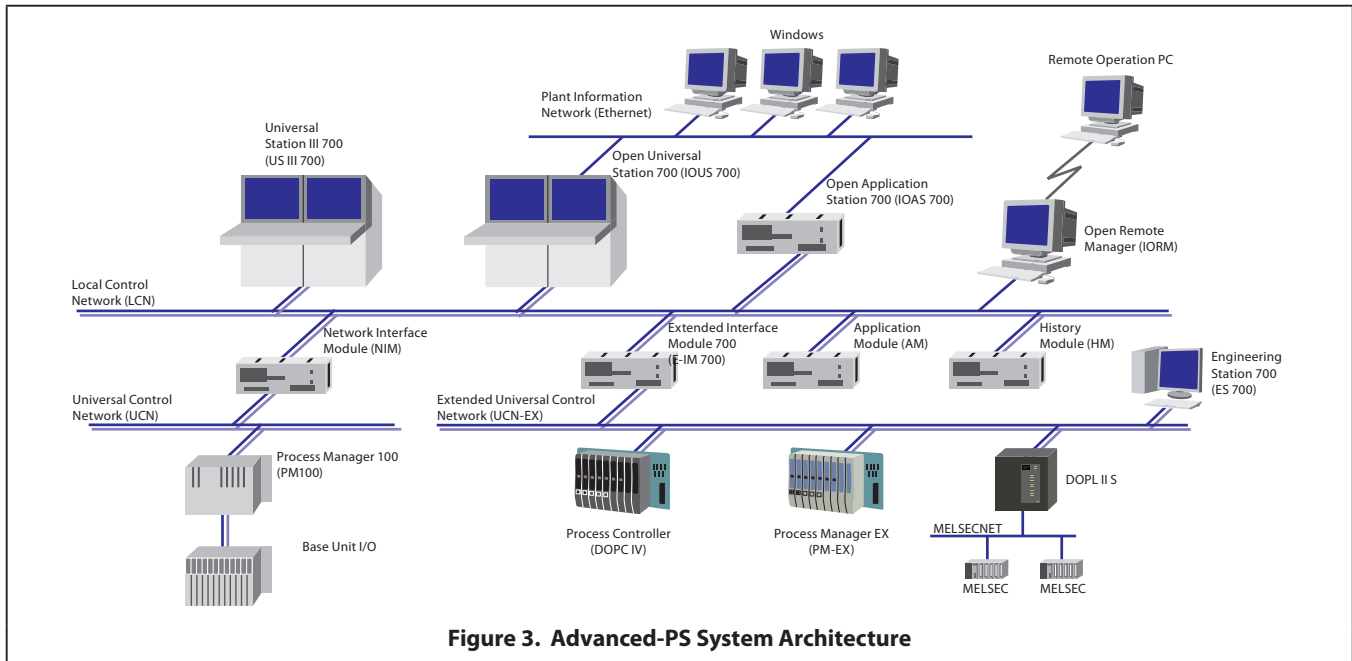 Windows
Remote Operation PC
Plant Information
Network (Ethernet)
Universal
Station III 700
(US III 700)
Open Universal
Station 700 (IOUS 700)
Open Application
Station 700 (IOAS 700)
Open Remote
Manager (IORM)
Local Control
Network (LCN)
Network Interface
Module (NIM)
Extended Interface
Module 700
(E-IM 700)
Application
Module (AM)
History
Module (HM)
Engineering
Station 700
(ES 700)
Universal Control
Network (UCN)
Extended Universal Control
Network (UCN-EX)
Process Manager 100
(PM100)
DOPL II S
Process Controller
(DOPC IV)
Process Manager EX
(PM-EX)
MELSECNET
Base Unit I/O
MELSEC
MELSEC
Figure 3. Advanced-PS System Architecture